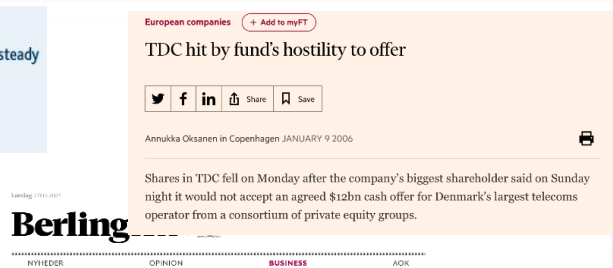 European companies + Add to myFT
TDC hit by fund's hostility to offer
steady
Share Save
Annukka Oksanen in Copenhagen JANUARY 9 2006
Shares in TDC fell on Monday after the company's biggest shareholder said on Sunday
night it would not accept an agreed $12bn cash offer for Denmark's largest telecoms
operator from a consortium of private equity groups.
Berling
NYHEDER OPINION BUSINESS AOK